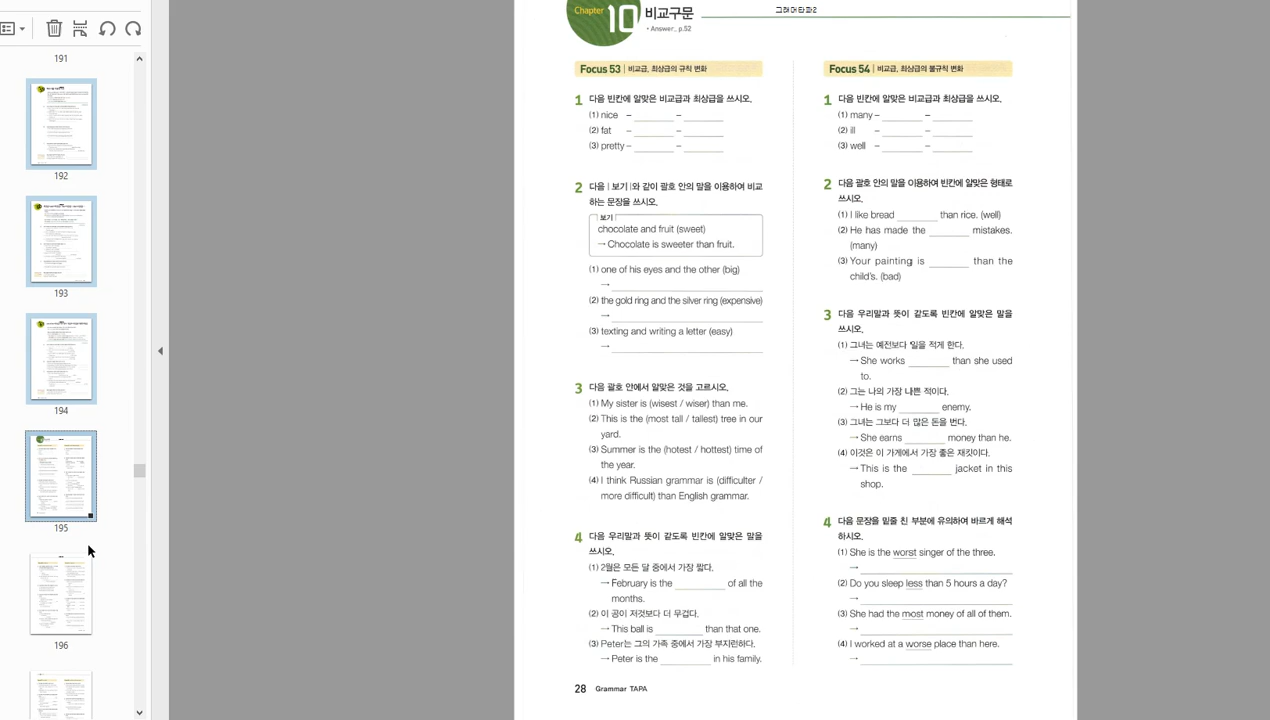 191
192
193
194
195
196
Chapter 10 비교구문
그래머타파2
• Answer_ p.52
Focus 53 | 비교급, 최상급의 규칙 변화
1 다음 빈칸에 알맞은 비교급과 최상급을 쓰시오.
(1) nice – ________ – ________
(2) fat – ________ – ________
(3) pretty – ________ – ________
2 다음 |보기|와 같이 괄호 안의 말을 이용하여 비교
하는 문장을 쓰시오.
보기
chocolate and fruit (sweet)
→ Chocolate is sweeter than fruit.
(1) one of his eyes and the other (big)
→ ________
(2) the gold ring and the silver ring (expensive)
→ ________
(3) texting and writing a letter (easy)
→
3 다음 괄호 안에서 알맞은 것을 고르시오.
(1) My sister is (wisest / wiser) than me.
(2) This is the (most tall / tallest) tree in our
yard.
(3) Summer is the (hotest / hottest) time of
the year.
(4) I think Russian grammar is (difficulter /
more difficult) than English grammar.
4 다음 우리말과 뜻이 같도록 빈칸에 알맞은 말을
쓰시오.
(1) 2월은 모든 달 중에서 가장 짧다.
→ February is the ________ of all the
months.
(2) 이 공이 저것보다 더 무겁다.
→ This ball is ________ than that one.
(3) Peter는 그의 가족 중에서 가장 부지런하다.
→ Peter is the ________ in his family.
28 Grammar TAPA
Focus 54 | 비교급, 최상급의 불규칙 변화
1 다음 빈칸에 알맞은 비교급과 최상급을 쓰시오.
(1) many – ________ – ________
(2) ill – ________ – ________
(3) well – ________ – ________
2 다음 괄호 안의 말을 이용하여 빈칸에 알맞은 형태로
쓰시오.
(1) I like bread ________ than rice. (well)
(2) He has made the ________ mistakes.
(many)
(3) Your painting is ________ than the
child's. (bad)
3 다음 우리말과 뜻이 같도록 빈칸에 알맞은 말을
쓰시오.
(1) 그녀는 예전보다 일을 적게 한다.
→ She works ________ than she used
to.
(2) 그는 나의 가장 나쁜 적이다.
→ He is my ________ enemy.
(3) 그녀는 그보다 더 많은 돈을 번다.
→ She earns ________ money than he.
(4) 이것은 이 가게에서 가장 좋은 재킷이다.
→ This is the ________ jacket in this
shop.
4 다음 문장을 밑줄 친 부분에 유의하여 바르게 해석
하시오.
(1) She is the worst singer of the three.
→ ________
(2) Do you sleep less than 5 hours a day?
→ ________
(3) She had the most money of all of them.
→ ________
(4) I worked at a worse place than here.
→ ________